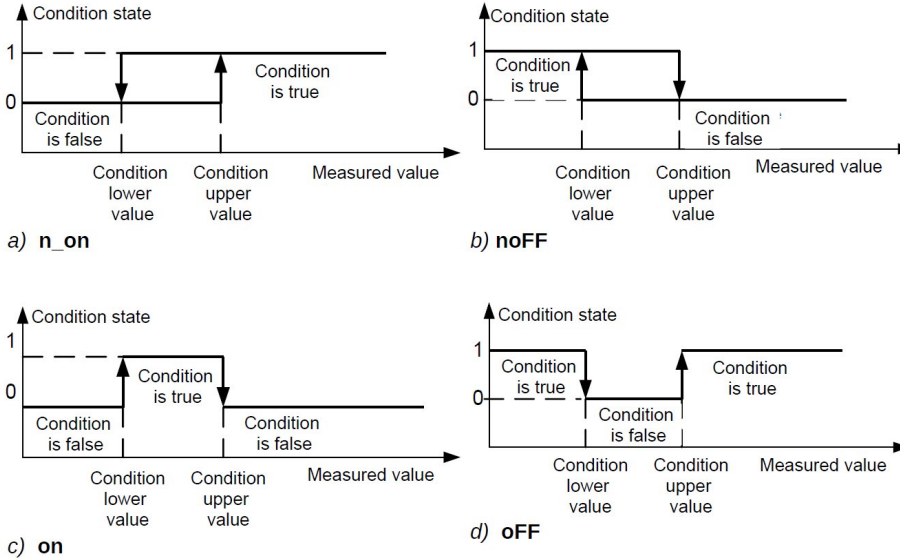 Condition state
1
Condition
is true
0
Condition
is false
Condition
lower
value
Condition
upper
value
Measured value
a) n_on
Condition state
1
Condition
is true
0
Condition
is false
Condition
lower
value
Condition
upper
value
Measured value
b) noFF
Condition state
1
Condition
is true
0
Condition
is false
Condition
is false
Condition
lower
value
Condition
upper
value
Measured value
c) on
Condition state
1
Condition
is true
Condition
is true
0
Condition
is false
Condition
lower
value
Condition
upper
value
Measured value
d) oFF